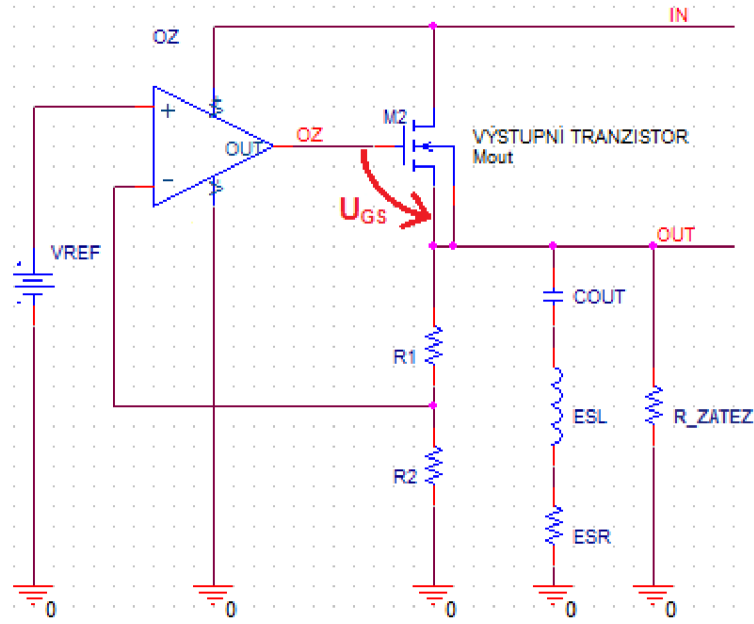 IN
OZ
M2
VÝSTUPNÍ TRANZISTOR
Mout
+
OUT
OZ
-
UGS
OUT
VREF
COUT
R1
ESL
R_ZATEZ
R2
ESR
0
0
0
0
0